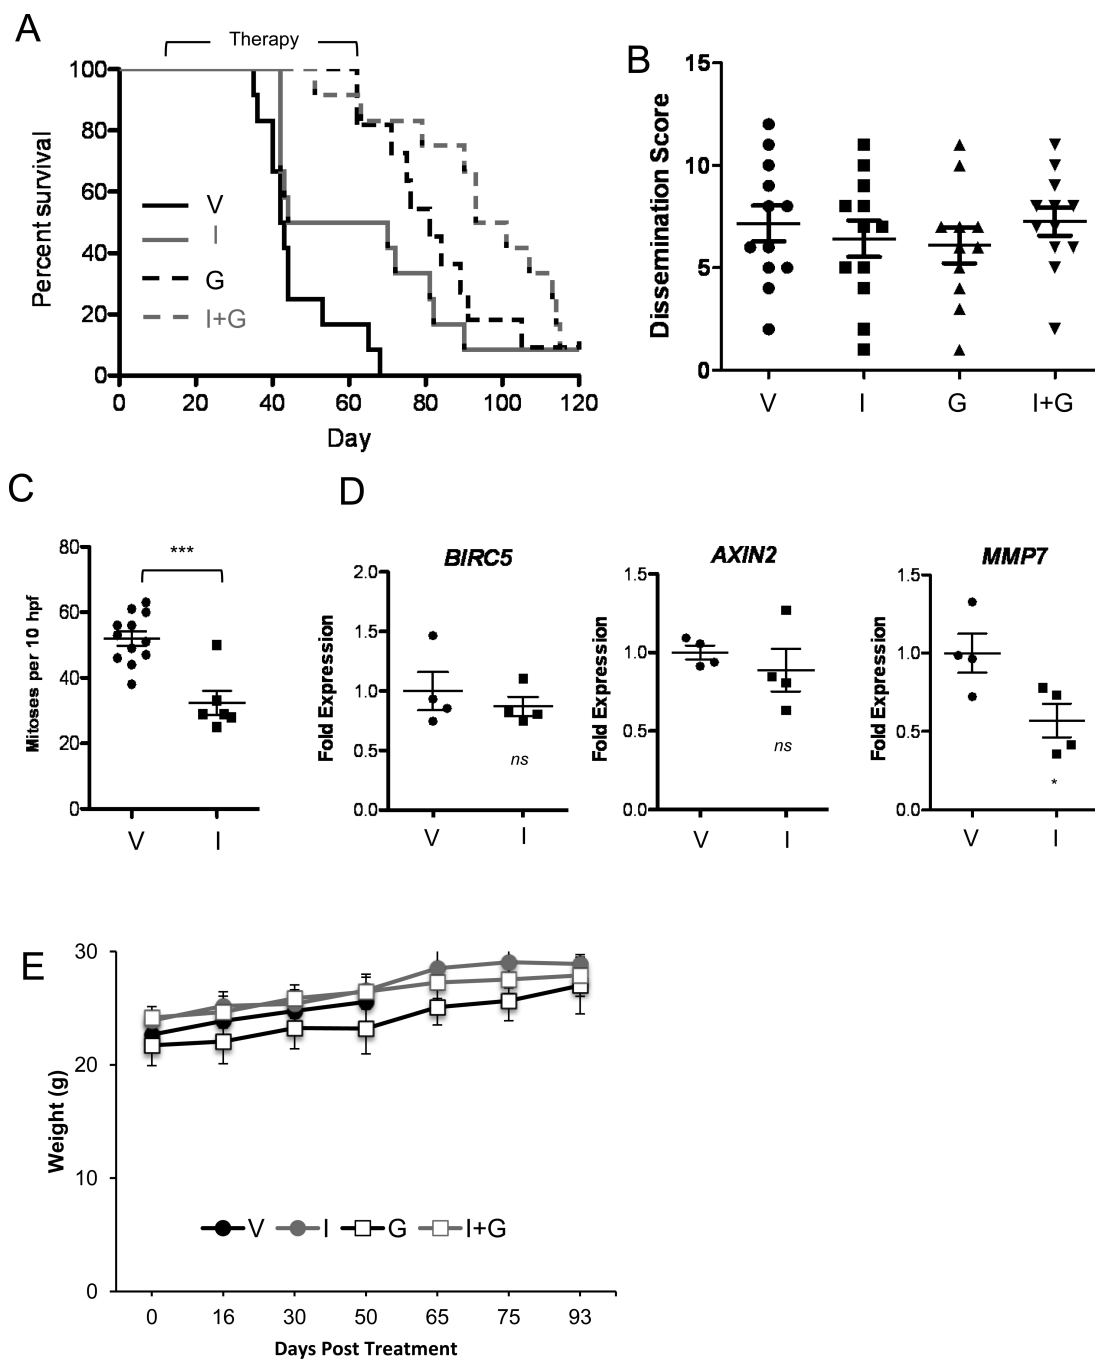 A
Therapy
Percent survival
100
80
60
40
20
0
V
I
G
I+G
0 20 40 60 80 100 120
Day
B
Dissemination Score
15
10
5
0
V I G I+G
C
Mitoses per 10 hpf
80
60
40
20
0
***
V I
D
BIRC5
Fold Expression
2.0
1.5
1.0
0.5
0.0
ns
V I
AXIN2
Fold Expression
1.5
1.0
0.5
0.0
ns
V I
MMP7
Fold Expression
1.5
1.0
0.5
0.0
*
V I
E
Weight (g)
30
20
10
0
V I G I+G
0 16 30 50 65 75 93
Days Post Treatment